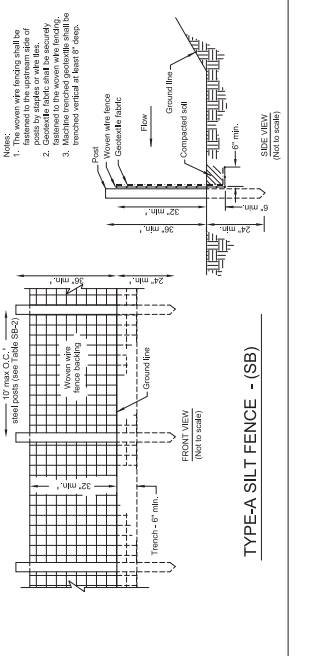 Notes:
1. The woven wire fencing shall be
fastened to the upstream side of
posts by staples or wire ties.
2. Geotextile fabric shall be securely
fastened to the woven wire fencing.
3. Machine trenched geotextile shall be
trenched vertical at least 8" deep.
10' max O.C.
steel posts (see Table SB-2)
36" min.
24" min.
Woven wire
fence backing
32" min.
Ground line
Trench - 6" min.
FRONT VIEW
(Not to scale)
Post
Woven wire fence
Geotextile fabric
Flow
Ground line
Compacted soil
36" min.
32" min.
24" min.
6" min.
6" min.
SIDE VIEW
(Not to scale)
TYPE-A SILT FENCE - (SB)